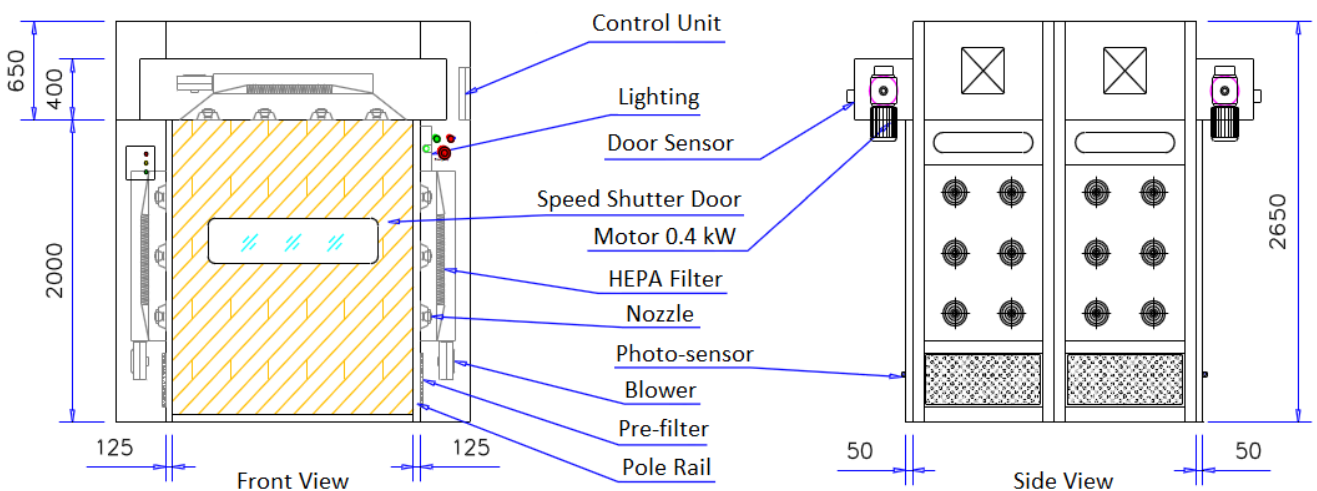 Control Unit
650
400
Lighting
Door Sensor
Speed Shutter Door
Motor 0.4 kW
2000
HEPA Filter
Nozzle
Photo-sensor
Blower
Pre-filter
Pole Rail
125
125
Front View
2650
50
50
Side View